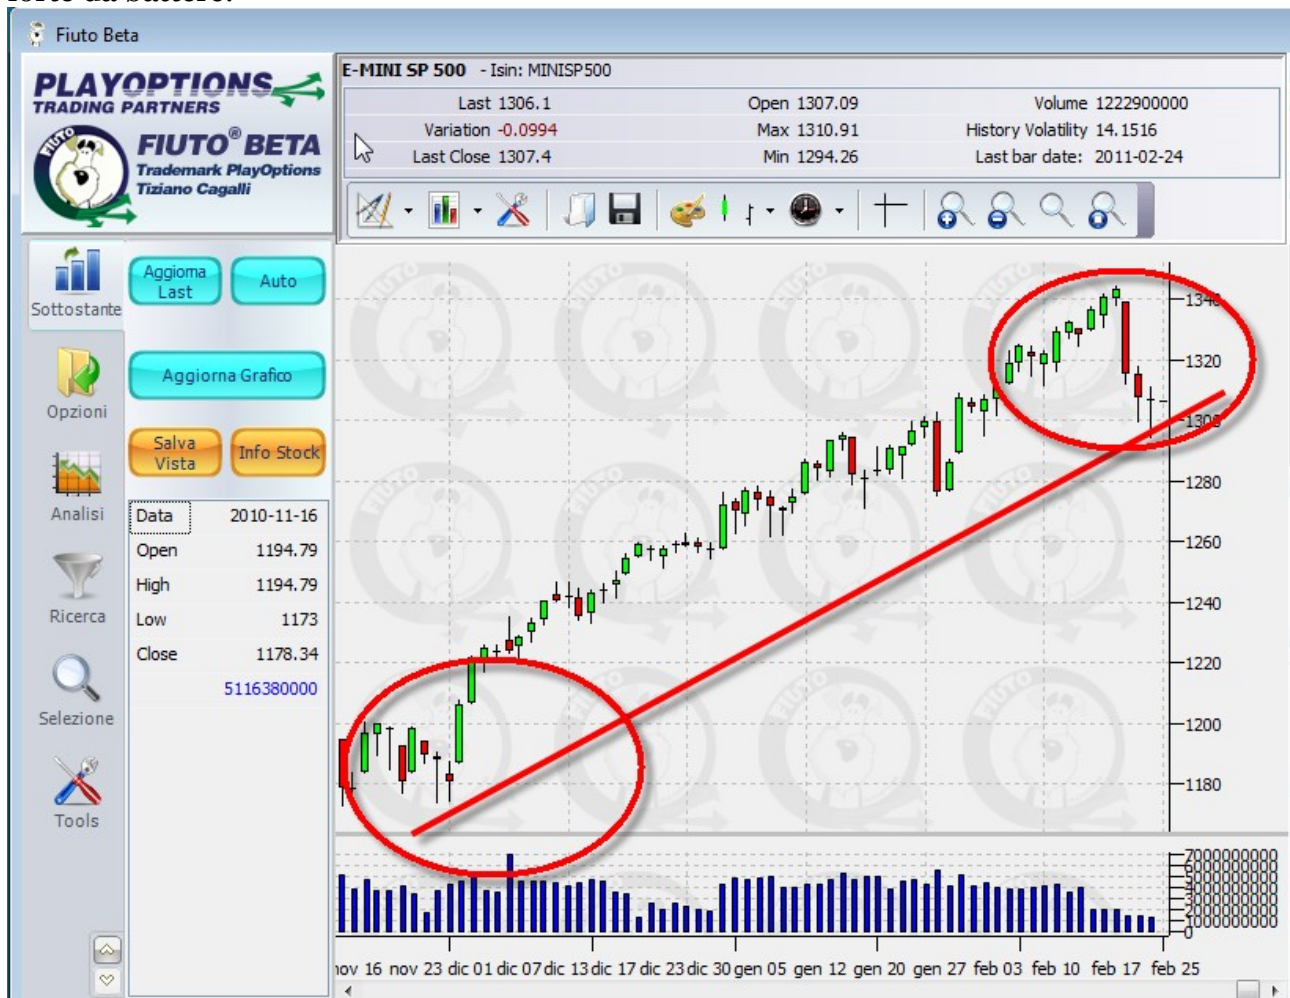 Fiuto Beta
PLAYOPTIONS
TRADING PARTNERS
FIUTO
FIUTO® BETA
Trademark PlayOptions
Tiziano Cagalli
E-MINI SP 500 - Isin: MINISP500
Last 1306.1 Open 1307.09 Volume 1222900000
Variation -0.0994 Max 1310.91 History Volatility 14.1516
Last Close 1307.4 Min 1294.26 Last bar date: 2011-02-24
Sottostante
Aggiorna Last
Auto
Aggiorna Grafico
Opzioni
Salva Vista
Info Stock
Analisi
Data 2010-11-16
Open 1194.79
High 1194.79
Ricerca
Low 1173
Close 1178.34
5116380000
Selezione
Tools
1340
1320
1300
1280
1260
1240
1220
1200
1180
7000000000
0
nov 16 nov 23 dic 01 dic 07 dic 13 dic 17 dic 23 dic 30 gen 05 gen 12 gen 20 gen 27 feb 03 feb 10 feb 17 feb 25